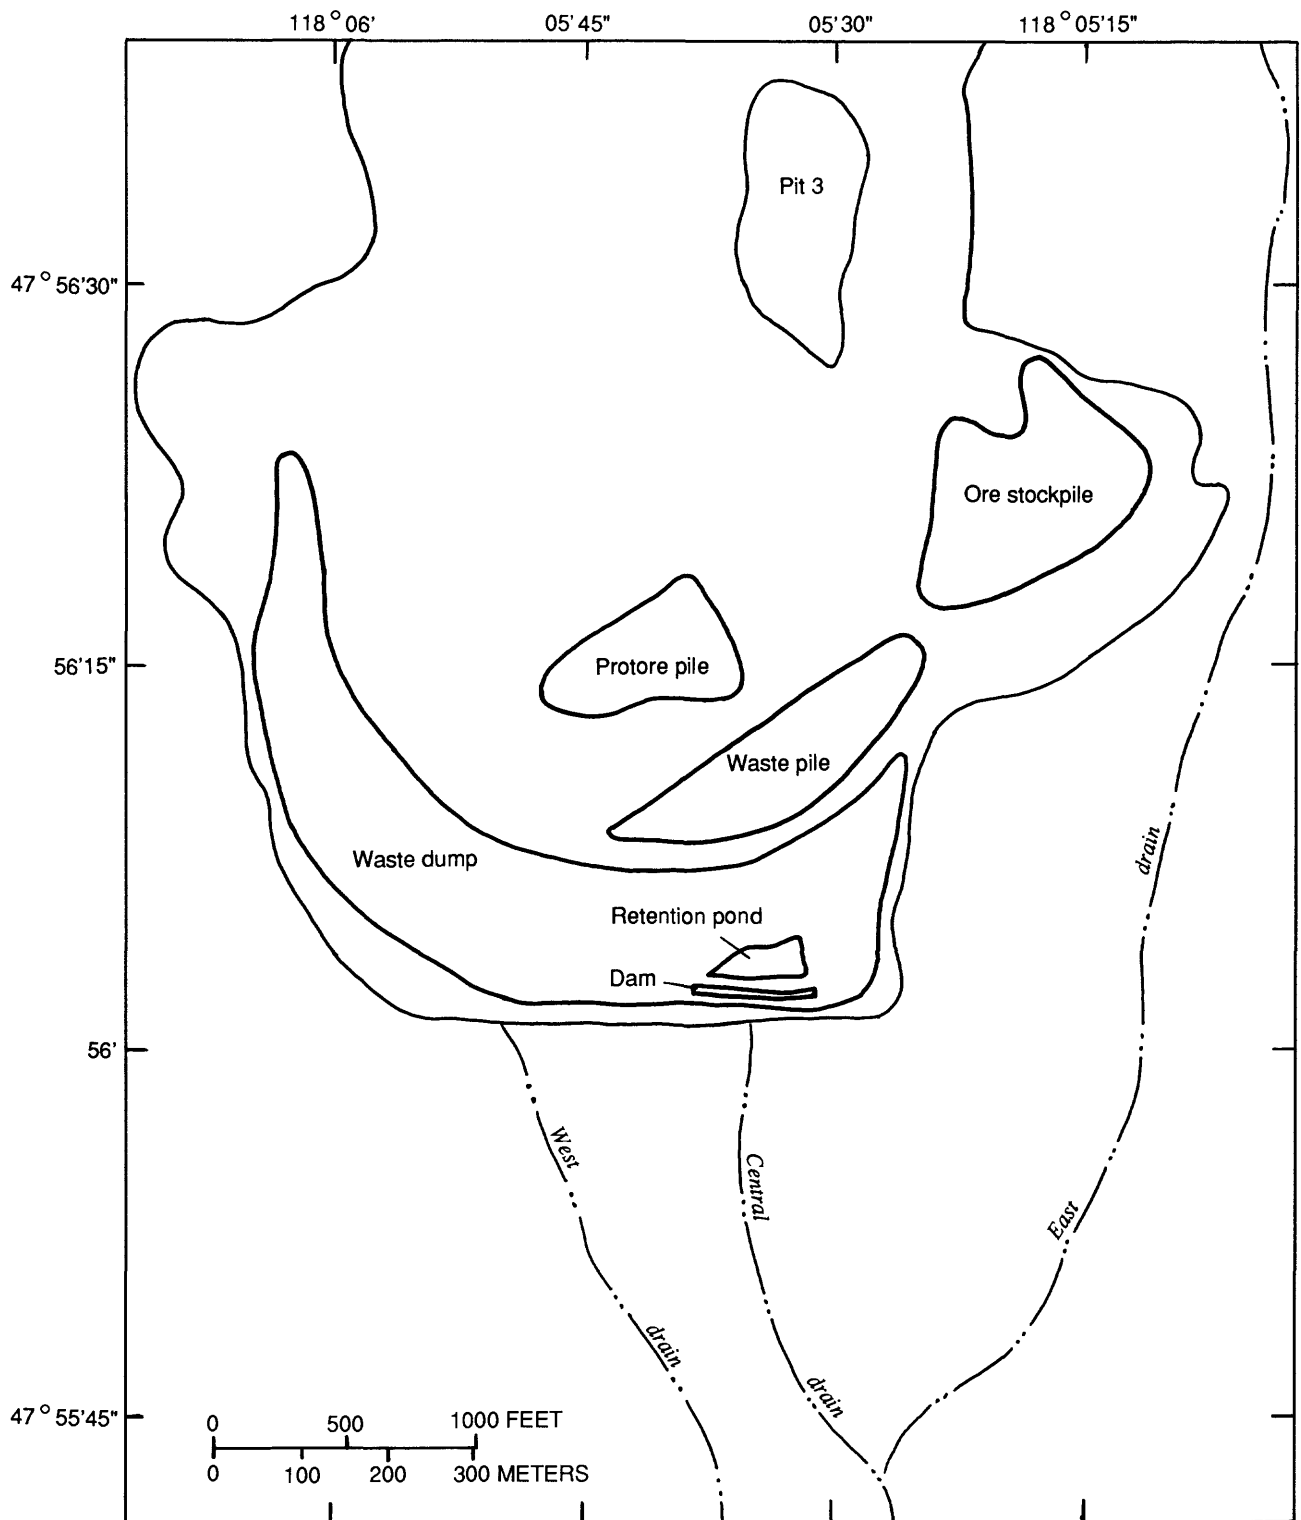 118°06' 05'45" 05'30" 118°05'15"
Pit 3
47°56'30"
Ore stockpile
56'15"
Protore pile
Waste pile
drain
Waste dump
Retention pond
Dam
56'
West
Central
East
drain
drain
47°55'45"
0 500 1000 FEET
0 100 200 300 METERS